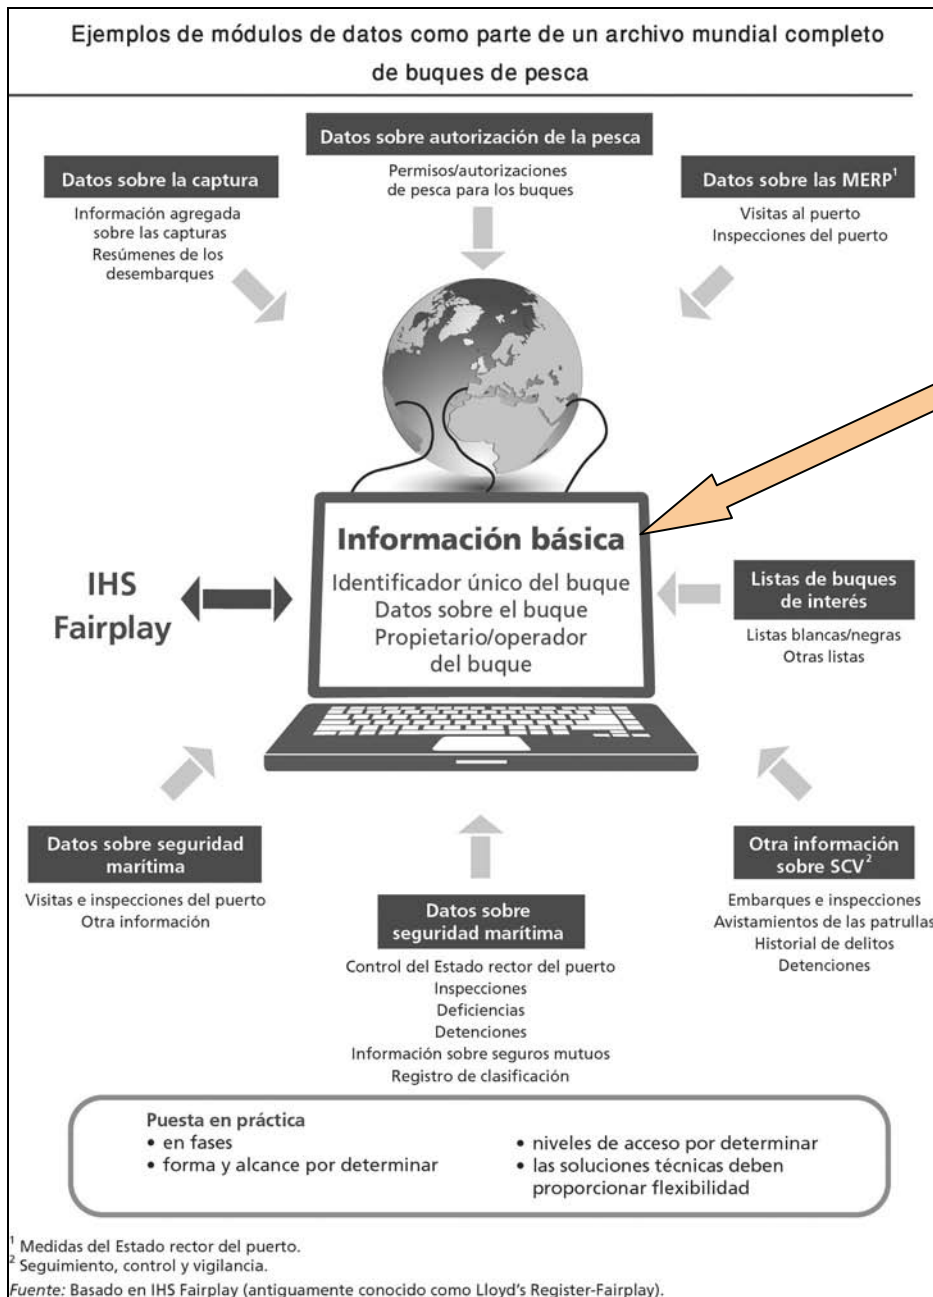 Ejemplos de módulos de datos como parte de un archivo mundial completo
de buques de pesca
Datos sobre autorización de la pesca
Permisos/autorizaciones
de pesca para los buques
Datos sobre la captura
Información agregada
sobre las capturas
Resúmenes de los
desembarques
Datos sobre las MERP¹
Visitas al puerto
Inspecciones del puerto
Información básica
Identificador único del buque
Datos sobre el buque
Propietario/operador
del buque
IHS
Fairplay
Listas de buques
de interés
Listas blancas/negras
Otras listas
Datos sobre seguridad
marítima
Visitas e inspecciones del puerto
Otra información
Datos sobre
seguridad marítima
Control del Estado rector del puerto
Inspecciones
Deficiencias
Detenciones
Información sobre seguros mutuos
Registro de clasificación
Otra información
sobre SCV²
Embarques e inspecciones
Avistamientos de las patrullas
Historial de delitos
Detenciones
Puesta en práctica
• en fases
• forma y alcance por determinar
• niveles de acceso por determinar
• las soluciones técnicas deben
proporcionar flexibilidad
¹ Medidas del Estado rector del puerto.
² Seguimiento, control y vigilancia.
Fuente: Basado en IHS Fairplay (antiguamente conocido como Lloyd's Register-Fairplay).